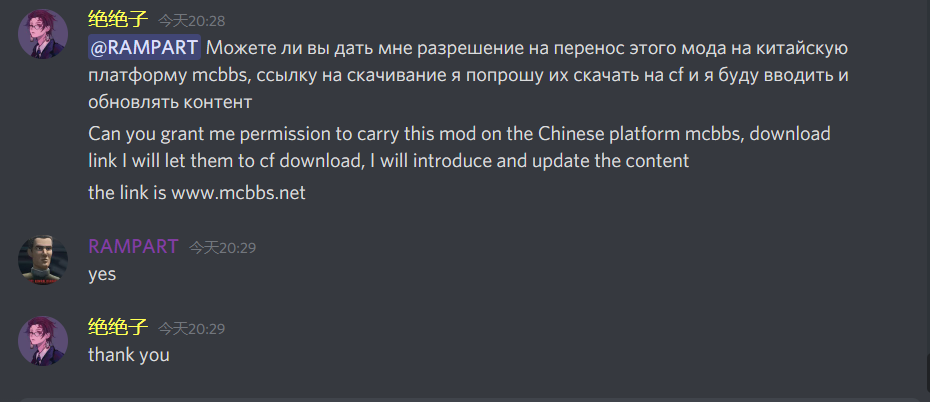 绝绝子 今天20:28
@RAMPART Можете ли вы дать мне разрешение на перенос этого мода на китайскую
платформу mcbbs, ссылку на скачивание я попрошу их скачать на cf и я буду вводить и
обновлять контент
Can you grant me permission to carry this mod on the Chinese platform mcbbs, download
link I will let them to cf download, I will introduce and update the content
the link is www.mcbbs.net
RAMPART 今天20:29
yes
绝绝子 今天20:29
thank you